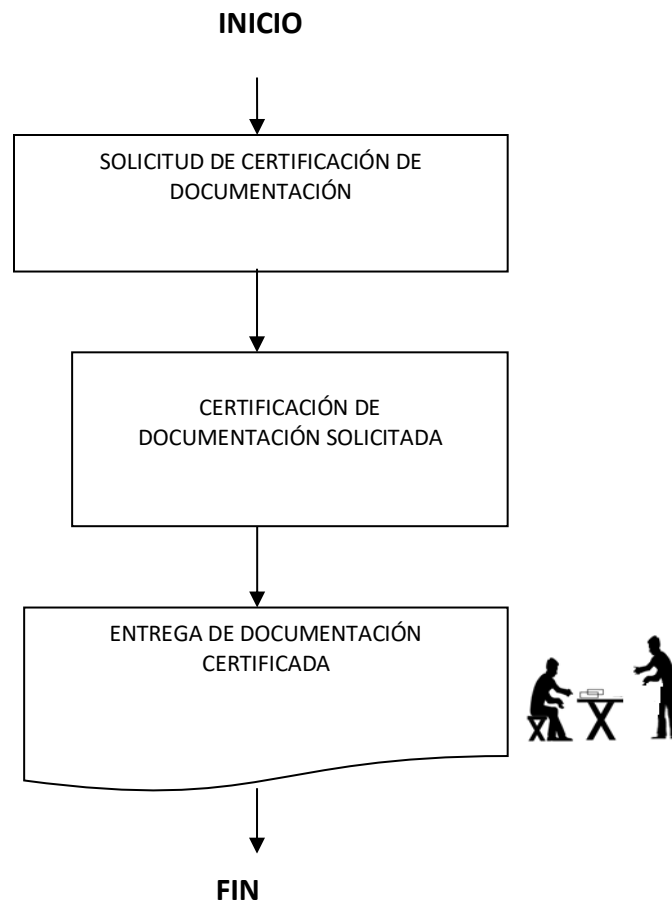 INICIO
SOLICITUD DE CERTIFICACIÓN DE
DOCUMENTACIÓN
CERTIFICACIÓN DE
DOCUMENTACIÓN SOLICITADA
ENTREGA DE DOCUMENTACIÓN
CERTIFICADA
FIN